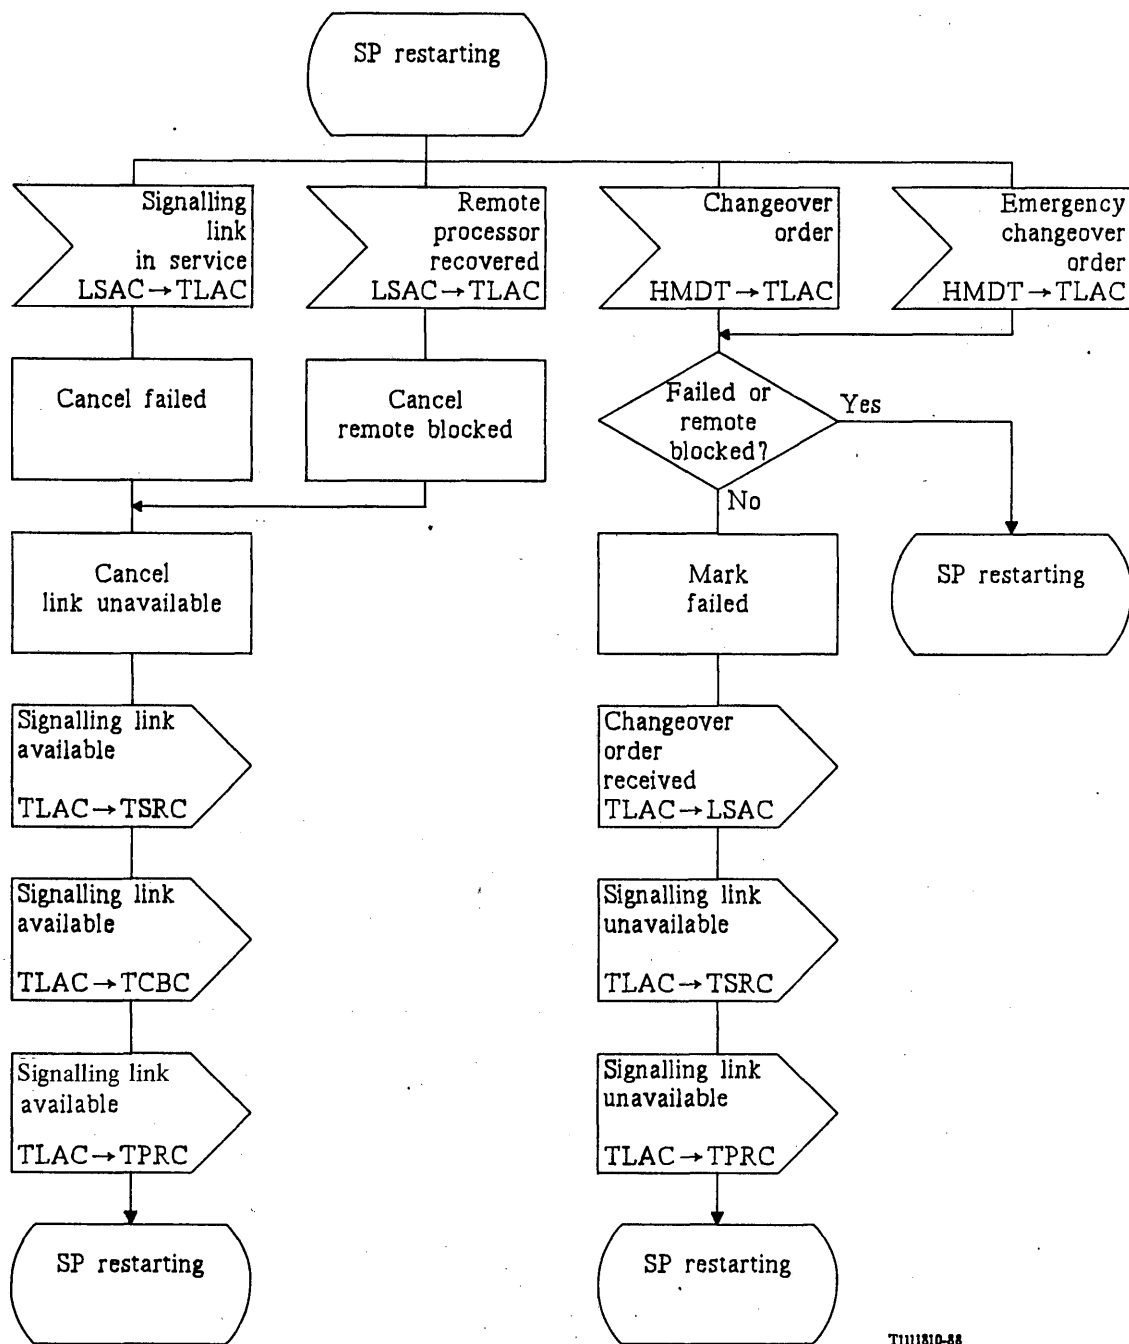 SP restarting
Signalling
link
in service
LSAC→TLAC
Remote
processor
recovered
LSAC→TLAC
Changeover
order
HMDT→TLAC
Emergency
changeover
order
HMDT→TLAC
Cancel failed
Cancel
remote blocked
Failed or
remote
blocked?
Yes
No
Cancel
link unavailable
Mark
failed
SP restarting
Signalling link
available
TLAC→TSRC
Changeover
order
received
TLAC→LSAC
Signalling link
available
TLAC→TCBC
Signalling link
unavailable
TLAC→TSRC
Signalling link
available
TLAC→TPRC
Signalling link
unavailable
TLAC→TPRC
SP restarting
SP restarting
T1111810-88